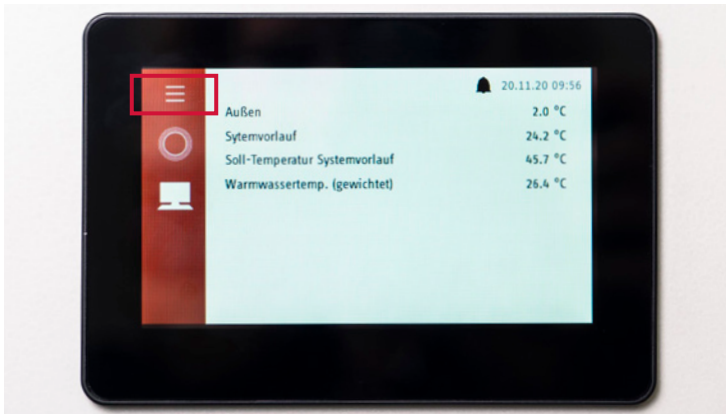 20.11.20 09:56
Außen 2.0 °C
Sytemvorlauf 24.2 °C
Soll-Temperatur Systemvorlauf 45.7 °C
Warmwassertemp. (gewichtet) 26.4 °C